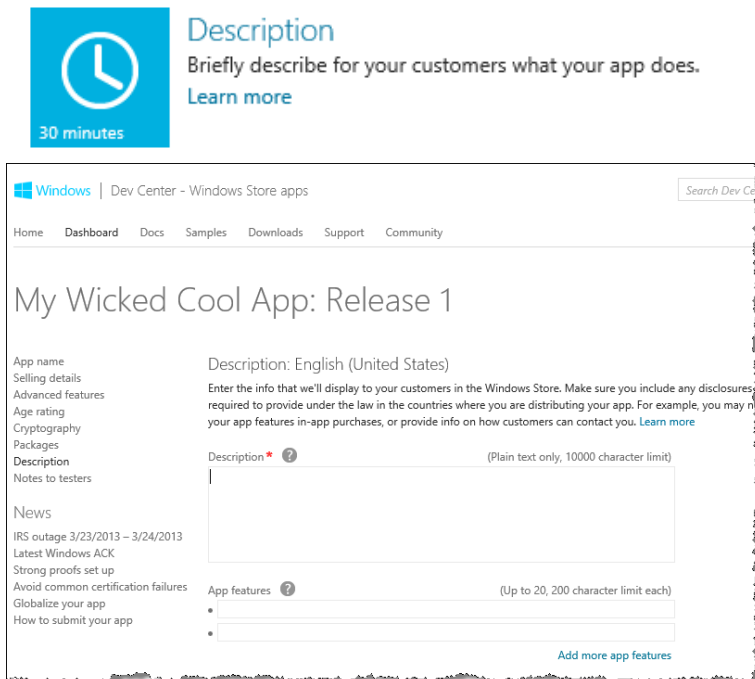 Description
Briefly describe for your customers what your app does.
Learn more
30 minutes
Windows | Dev Center - Windows Store apps
Search Dev Ce
Home Dashboard Docs Samples Downloads Support Community
My Wicked Cool App: Release 1
App name
Selling details
Advanced features
Age rating
Cryptography
Packages
Description
Notes to testers
News
IRS outage 3/23/2013 – 3/24/2013
Latest Windows ACK
Strong proofs set up
Avoid common certification failures
Globalize your app
How to submit your app
Description: English (United States)
Enter the info that we'll display to your customers in the Windows Store. Make sure you include any disclosures
required to provide under the law in the countries where you are distributing your app. For example, you may n
your app features in-app purchases, or provide info on how customers can contact you. Learn more
Description * ? (Plain text only, 10000 character limit)
App features ? (Up to 20, 200 character limit each)
Add more app features